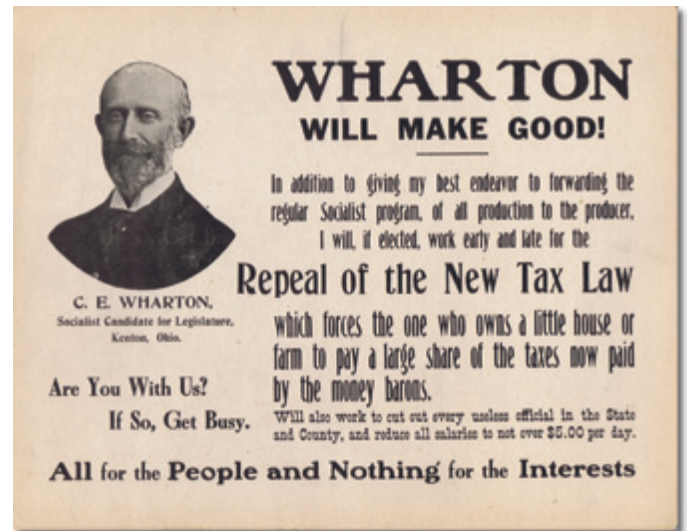 WHARTON
WILL MAKE GOOD!
In addition to giving my best endeavor to forwarding the
regular Socialist program, of all production to the producer,
I will, if elected, work early and late for the
Repeal of the New Tax Law
which forces the one who owns a little house or
farm to pay a large share of the taxes now paid
by the money barons.
Will also work to cut out every useless official in the State
and County, and reduce all salaries to not over $5.00 per day.
C. E. WHARTON,
Socialist Candidate for Legislature,
Kenton, Ohio.
Are You With Us?
If So, Get Busy.
All for the People and Nothing for the Interests